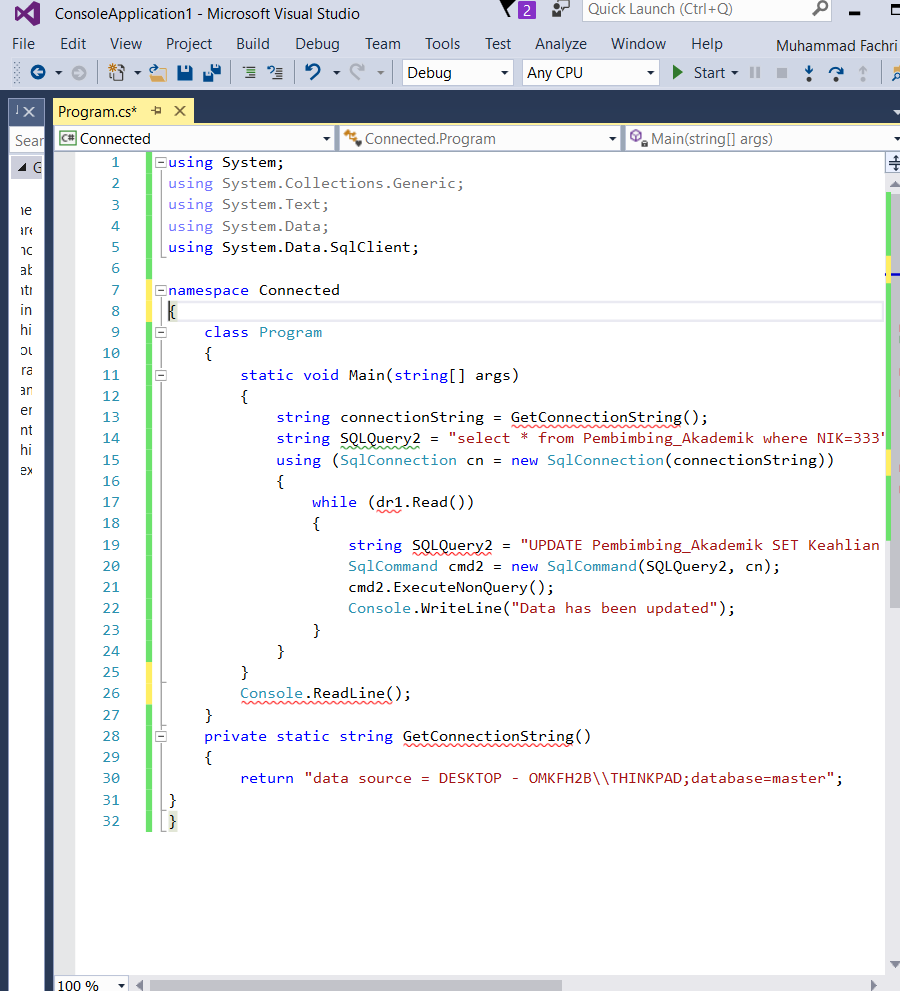 ConsoleApplication1 - Microsoft Visual Studio
2
Quick Launch (Ctrl+Q)
File Edit View Project Build Debug Team Tools Test Analyze Window Help Muhammad Fachri
Debug Any CPU Start
Program.cs*
Sear
Connected Connected.Program Main(string[] args)
1 using System;
2 using System.Collections.Generic;
3 using System.Text;
4 using System.Data;
5 using System.Data.SqlClient;
6
7 namespace Connected
8 {
9 class Program
10 {
11 static void Main(string[] args)
12 {
13 string connectionString = GetConnectionString();
14 string SQLQuery2 = "select * from Pembimbing_Akademik where NIK=333'
15 using (SqlConnection cn = new SqlConnection(connectionString))
16 {
17 while (dr1.Read())
18 {
19 string SQLQuery2 = "UPDATE Pembimbing_Akademik SET Keahlian
20 SqlCommand cmd2 = new SqlCommand(SQLQuery2, cn);
21 cmd2.ExecuteNonQuery();
22 Console.WriteLine("Data has been updated");
23 }
24 }
25 }
26 Console.ReadLine();
27 }
28 private static string GetConnectionString()
29 {
30 return "data source = DESKTOP - OMKFH2B\\THINKPAD;database=master";
31 }
32 }
100 %